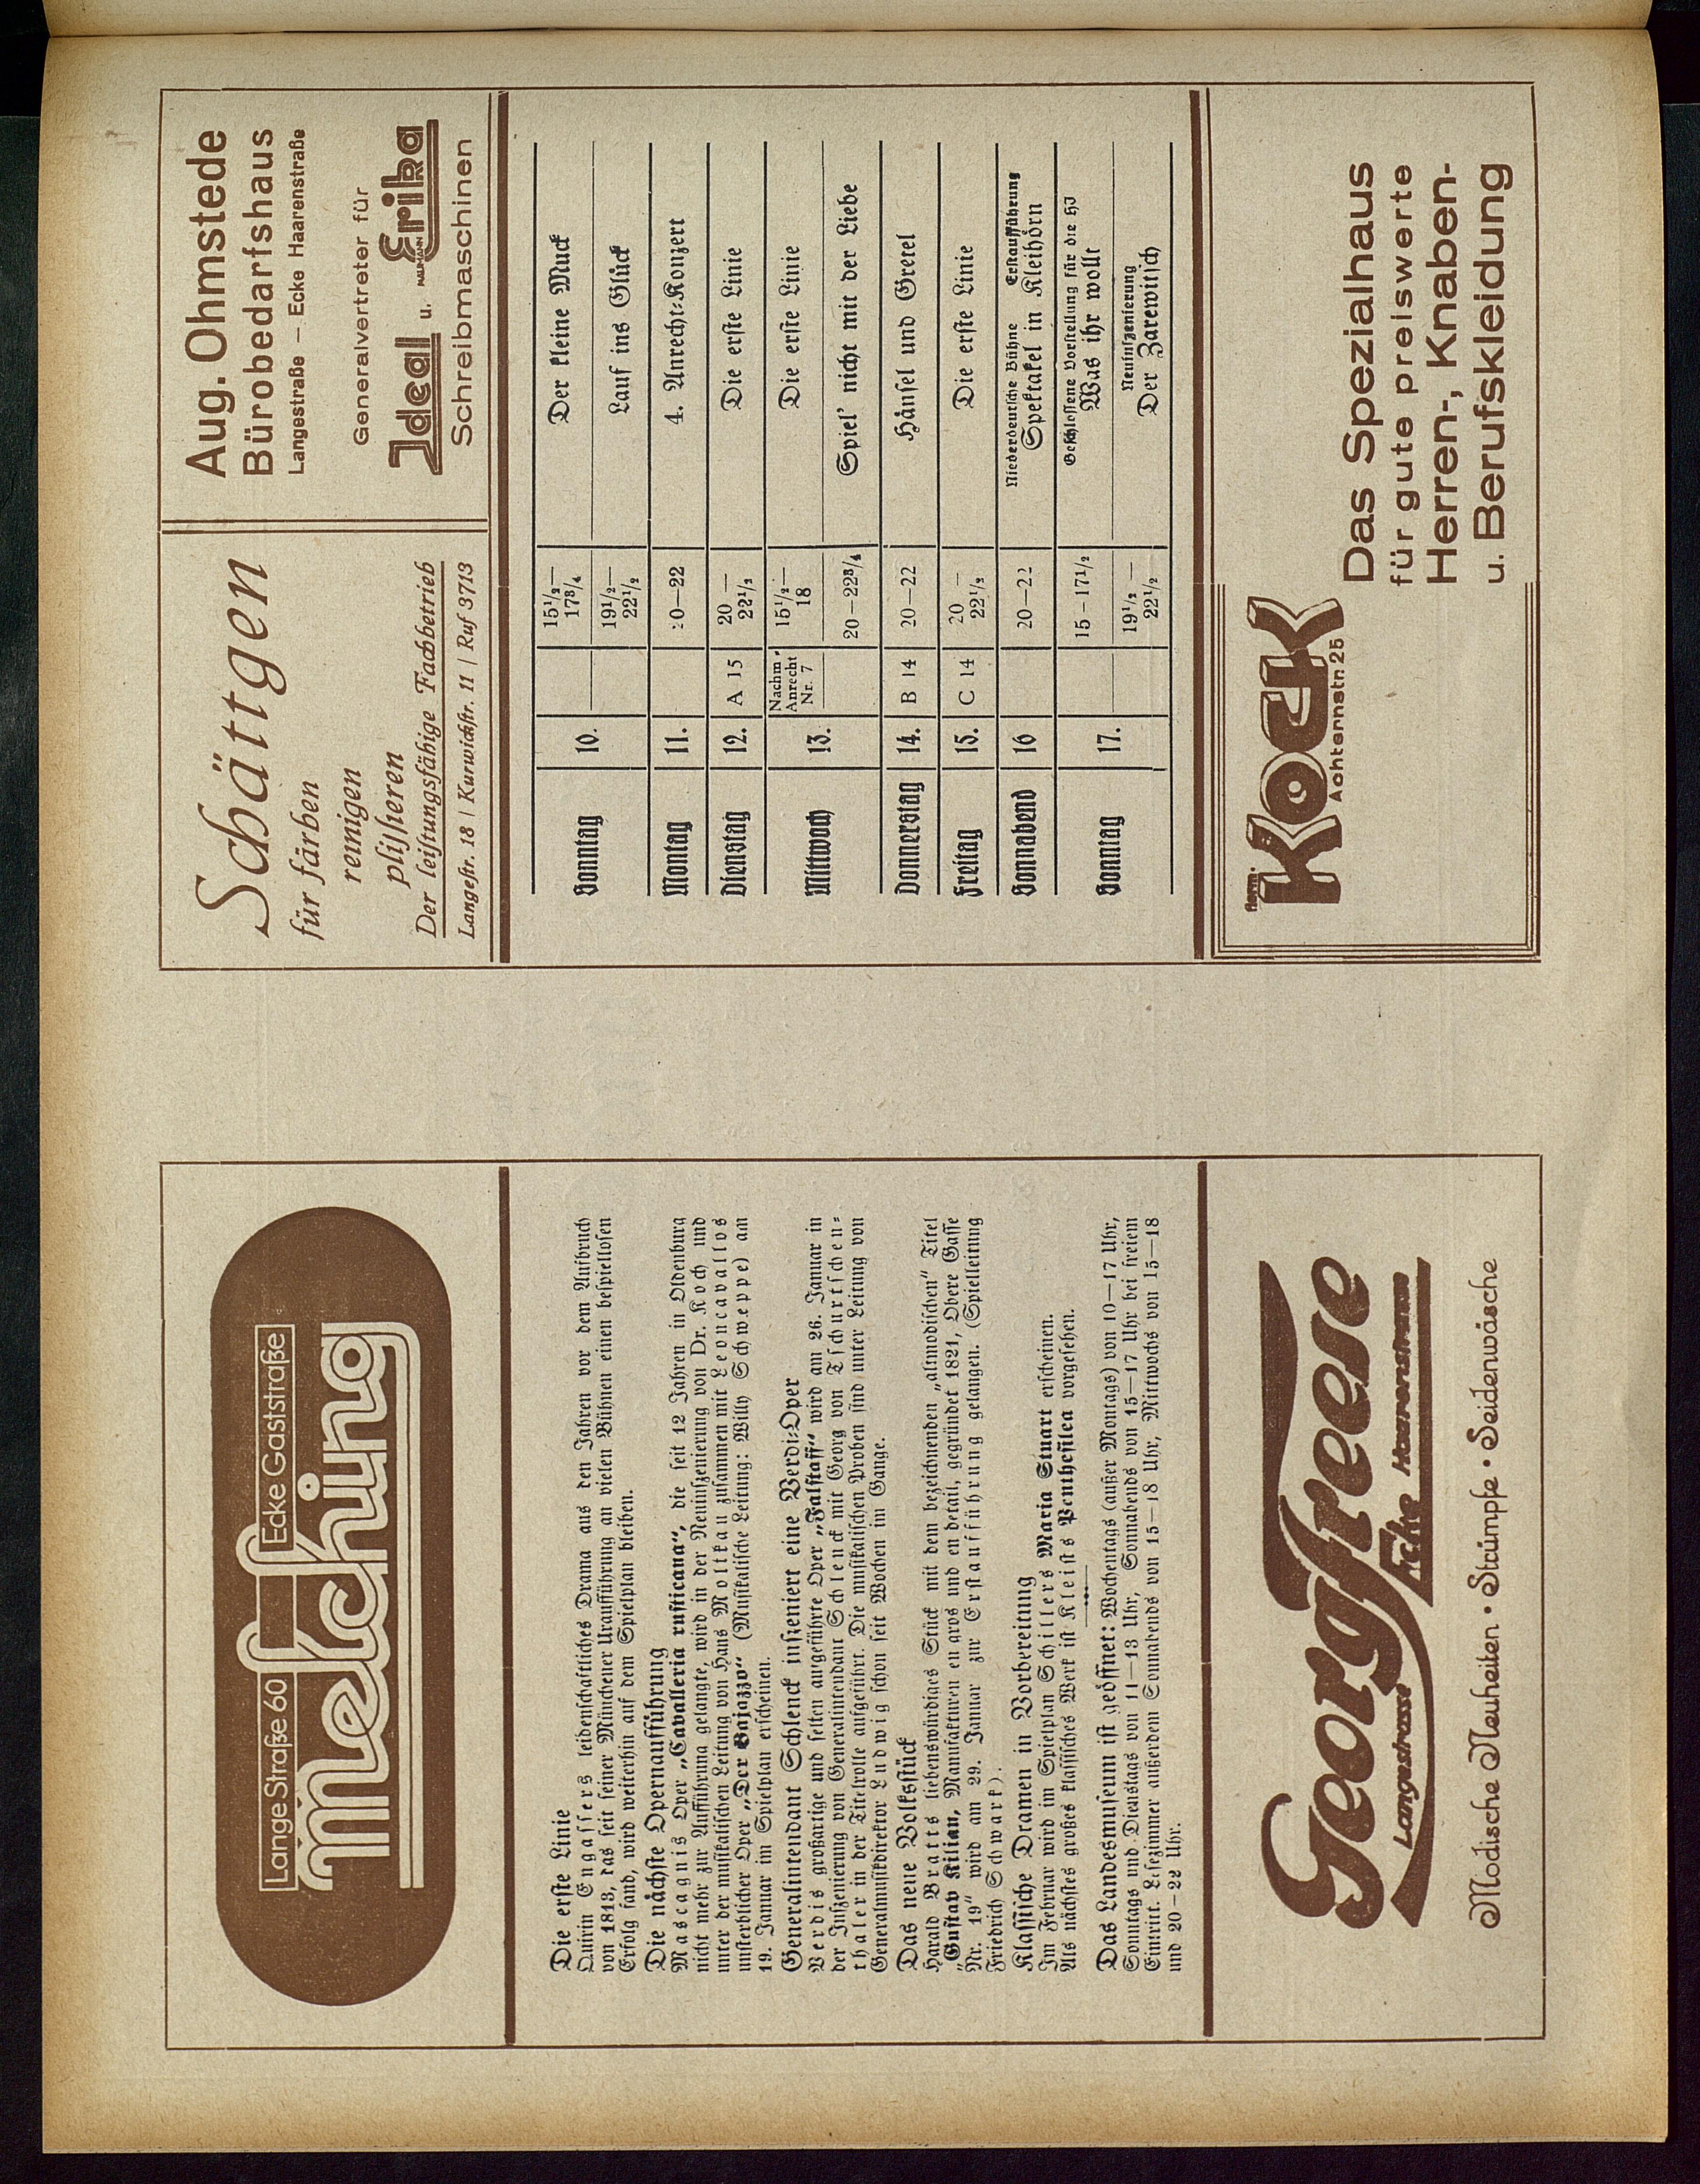 Lange Straße 60
Ecke Gaststraße
Melching
Die erste Linie
Quirin Engassers leidenschaftliches Drama aus den Jahren vor dem Aufbruch
von 1813, das seit seiner Münchener Uraufführung an vielen Bühnen einen beispiellosen
Erfolg fand, wird weiterhin auf dem Spielplan bleiben.
Die nächste Opernaufführung
Mascagnis Oper „Cavalleria rusticana“, die seit 12 Jahren in Oldenburg
nicht mehr zur Aufführung gelangte, wird in der Neuinszenierung von Dr. Koch und
unter der musikalischen Leitung von Hans Moltkau zusammen mit Leoncavallos
unsterblicher Oper „Der Bajazzo“ (Musikalische Leitung: Willy Schweppe) am
19. Januar im Spielplan erscheinen.
Generalintendant Schlenck inszeniert eine Verdi-Oper
Verdis großartige und selten aufgeführte Oper „Falstaff“ wird am 26. Januar in
der Inszenierung von Generalintendant Schlenck mit Georg von Tschurtschen-
thaler in der Titelrolle aufgeführt. Die musikalischen Proben sind unter Leitung von
Generalmusikdirektor Ludwig schon seit Wochen im Gange.
Das neue Volksstück
Harald Bratts liebenswürdiges Stück mit dem bezeichnenden „altmodischen“ Titel
„Gustav Kilian, Manufakturen en gros und en detail, gegründet 1821, Obere Gasse
Nr. 19“ wird am 29. Januar zur Erstaufführung gelangen. (Spielleitung
Friedrich Schwark).
Klassische Dramen in Vorbereitung
Im Februar wird im Spielplan Schillers Maria Stuart erscheinen.
Als nächstes großes klassisches Werk ist Kleists Penthesilea vorgesehen.
Das Landesmuseum ist geöffnet: Wochentags (außer Montags) von 10—17 Uhr,
Sonntags und Dienstags von 11—13 Uhr, Sonnabends von 15—17 Uhr bei freiem
Eintritt. Lesezimmer außerdem Sonnabends von 15—18 Uhr, Mittwochs von 15—18
und 20—22 Uhr.
Georg Freese
Langestrasse Ecke Haarenstrasse
Modische Neuheiten • Strümpfe • Seidenwäsche
Schättgen
für färben
reinigen
plissieren
Der leistungsfähige Fachbetrieb
Langestr. 18 / Kurwickstr. 11 / Ruf 3713
Aug. Ohmstede
Bürobedarfshaus
Langestraße — Ecke Haarenstraße
Generalvertreter für
Ideal u. NAUMANN Erika
Schreibmaschinen
Sonntag 10. 15½—17¾ Der kleine Muck
19½—22½ Lauf ins Glück
Montag 11. 20—22 4. Anrechts-Konzert
Dienstag 12. A 15 20—22½ Die erste Linie
Mittwoch 13. Nachm. Anrecht Nr. 7 15½—18 Die erste Linie
20—22¾ Spiel' nicht mit der Liebe
Donnerstag 14. B 14 20—22 Hänsel und Gretel
Freitag 15. C 14 20—22½ Die erste Linie
Sonnabend 16 20—22 Niederdeutsche Bühne Erstaufführung
Spektakel in Kleihörn
Sonntag 17. 15—17½ Geschlossene Vorstellung für die HJ
Was ihr wollt
19½—22½ Neuinszenierung
Der Zarewitsch
Herm.
Kock
Achternstr. 25
Das Spezialhaus
für gute preiswerte
Herren-, Knaben-
u. Berufskleidung